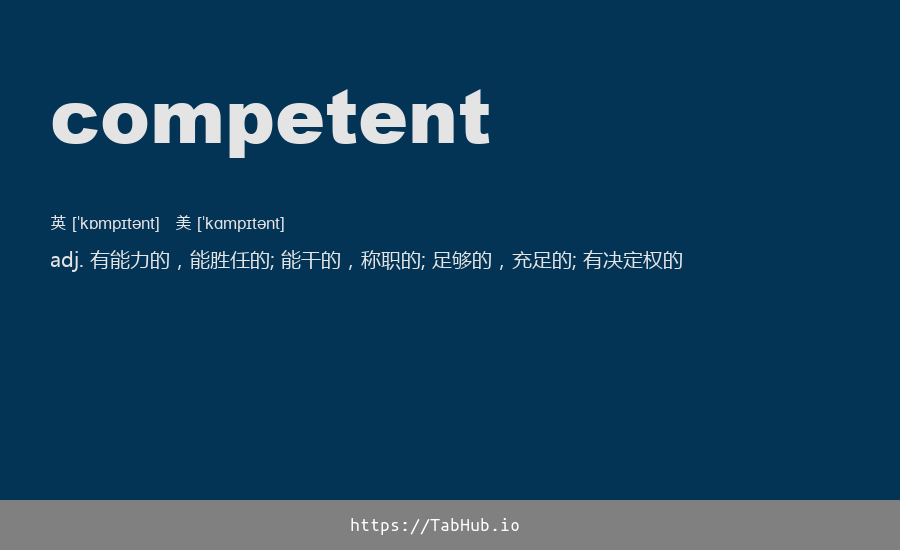 competent
英 [ˈkɒmpɪtənt] 美 [ˈkɑmpɪtənt]
adj. 有能力的，能胜任的; 能干的，称职的; 足够的，充足的; 有决定权的
https://TabHub.io